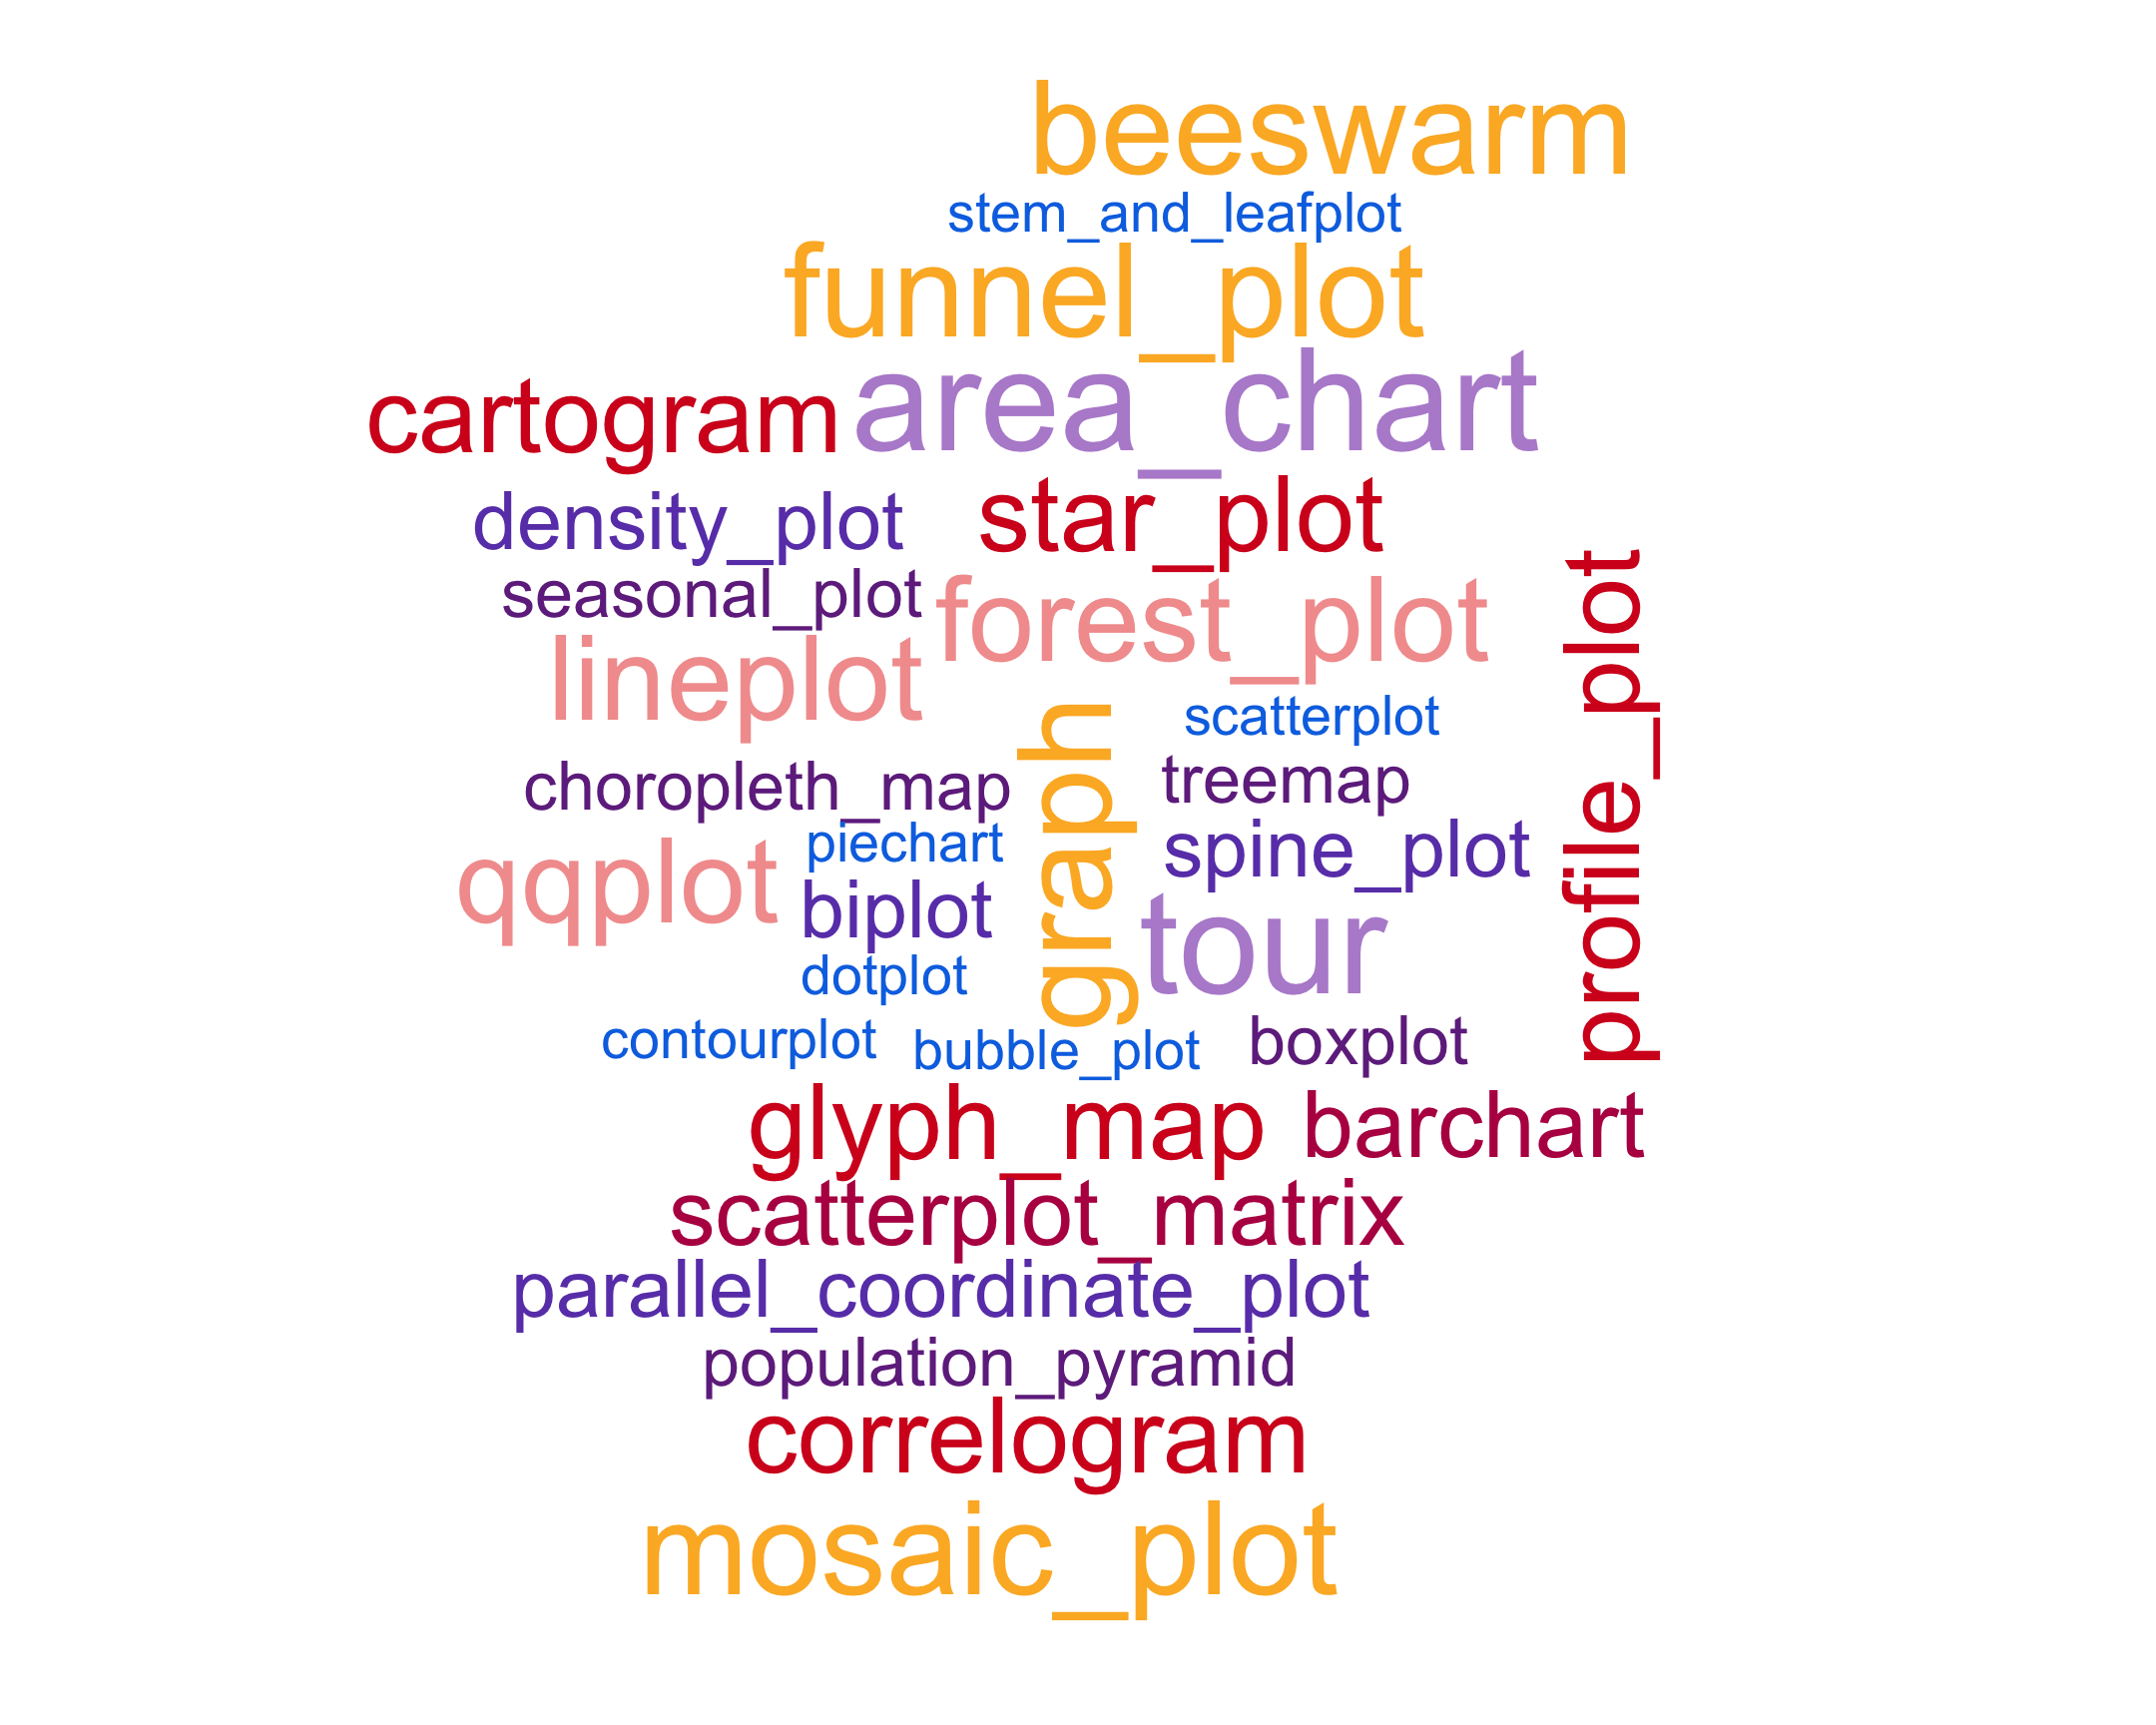 beeswarm
stem_and_leafplot
funnel_plot
cartogram
area_chart
density_plot
star_plot
seasonal_plot
forest_plot
lineplot
profile_plot
scatterplot
graph
choropleth_map
treemap
piechart
spine_plot
qqplot
biplot
tour
dotplot
contourplot
bubble_plot
boxplot
glyph_map
barchart
scatterplot_matrix
parallel_coordinate_plot
population_pyramid
correlogram
mosaic_plot